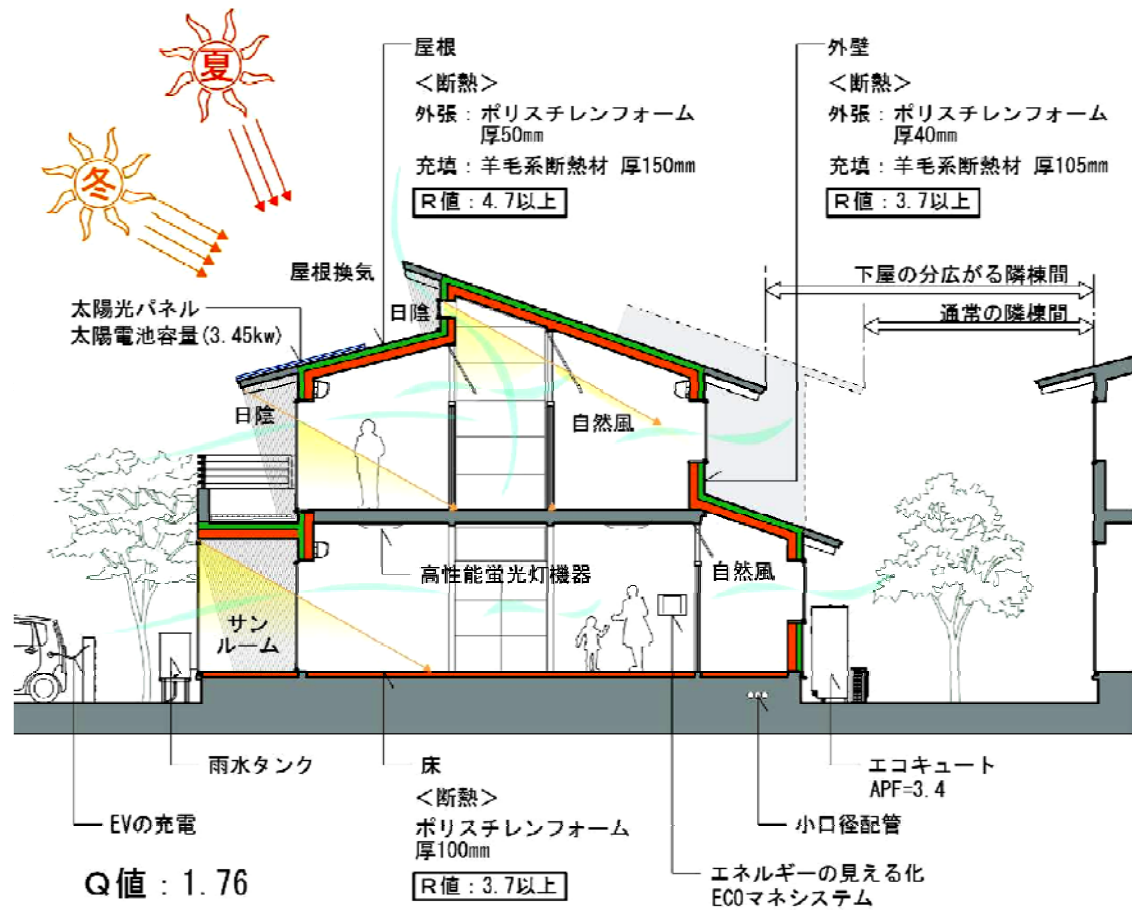 夏
冬
屋根
<断熱>
外張：ポリスチレンフォーム
厚50mm
充填：羊毛系断熱材 厚150mm
R値：4.7以上
外壁
<断熱>
外張：ポリスチレンフォーム
厚40mm
充填：羊毛系断熱材 厚105mm
R値：3.7以上
屋根換気
下屋の分広がる隣棟間
通常の隣棟間
太陽光パネル
太陽電池容量(3.45kw)
日陰
日陰
自然風
高性能蛍光灯機器
自然風
サン
ルーム
雨水タンク
床
<断熱>
ポリスチレンフォーム
厚100mm
R値：3.7以上
エコキュート
APF=3.4
EVの充電
小口径配管
エネルギーの見える化
ECOマネシステム
Q値：1.76